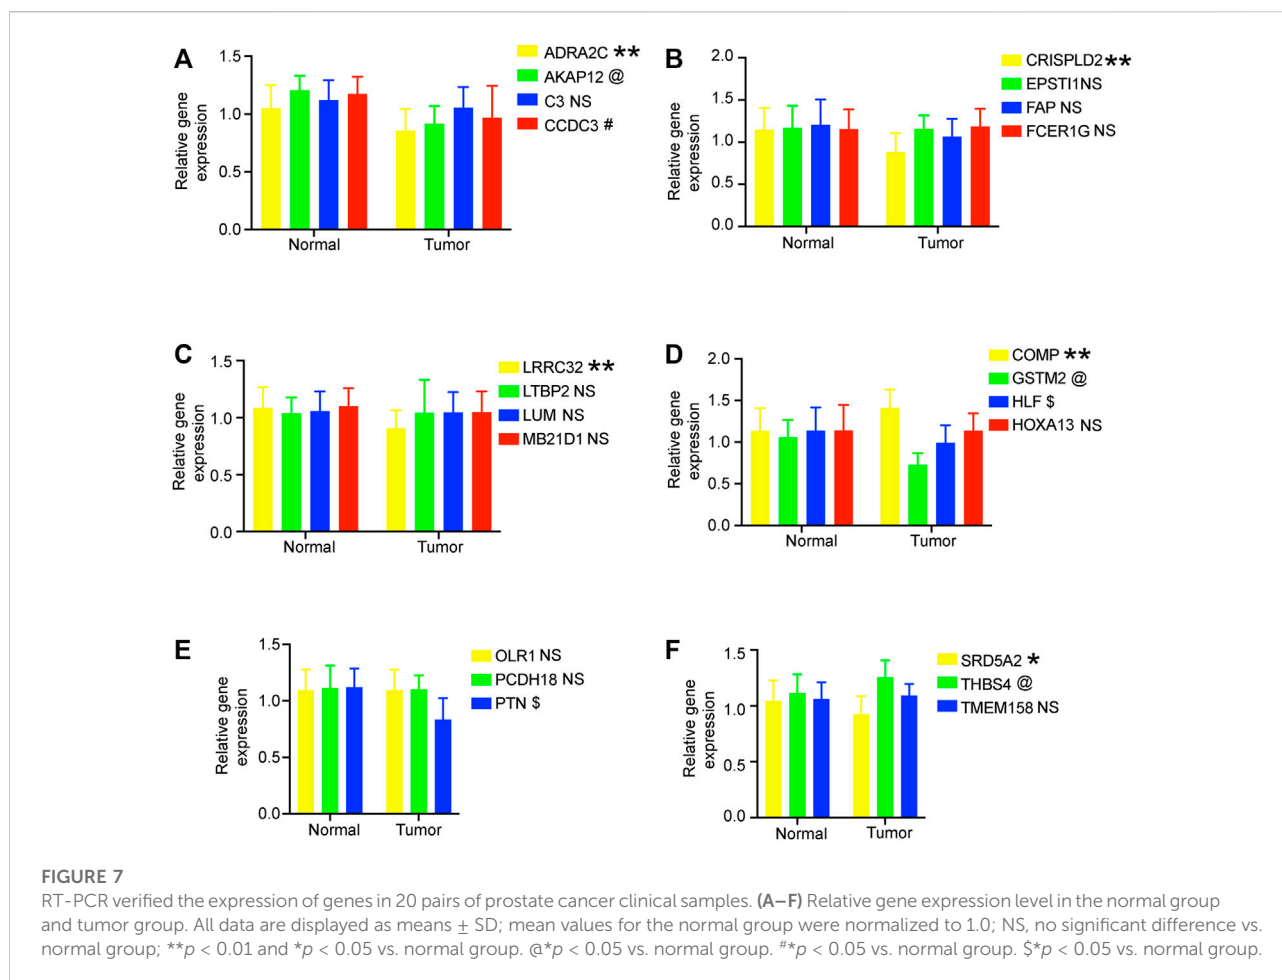 A
1.5
1.0
0.5
0.0
Relative gene
expression
Normal
Tumor
ADRA2C **
AKAP12 @
C3 NS
CCDC3 #
B
2.0
1.5
1.0
0.5
0.0
Relative gene
expression
Normal
Tumor
CRISPLD2**
EPSTI1NS
FAP NS
FCER1G NS
C
1.5
1.0
0.5
0.0
Relative gene
expression
Normal
Tumor
LRRC32 **
LTBP2 NS
LUM NS
MB21D1 NS
D
2.0
1.5
1.0
0.5
0.0
Relative gene
expression
Normal
Tumor
COMP **
GSTM2 @
HLF $
HOXA13 NS
E
1.5
1.0
0.5
0.0
Relative gene
expression
Normal
Tumor
OLR1 NS
PCDH18 NS
PTN $
F
1.5
1.0
0.5
0.0
Relative gene
expression
Normal
Tumor
SRD5A2 *
THBS4 @
TMEM158 NS
FIGURE 7
RT-PCR verified the expression of genes in 20 pairs of prostate cancer clinical samples. (A–F) Relative gene expression level in the normal group
and tumor group. All data are displayed as means ± SD; mean values for the normal group were normalized to 1.0; NS, no significant difference vs.
normal group; **p < 0.01 and *p < 0.05 vs. normal group. @*p < 0.05 vs. normal group. #*p < 0.05 vs. normal group. $*p < 0.05 vs. normal group.